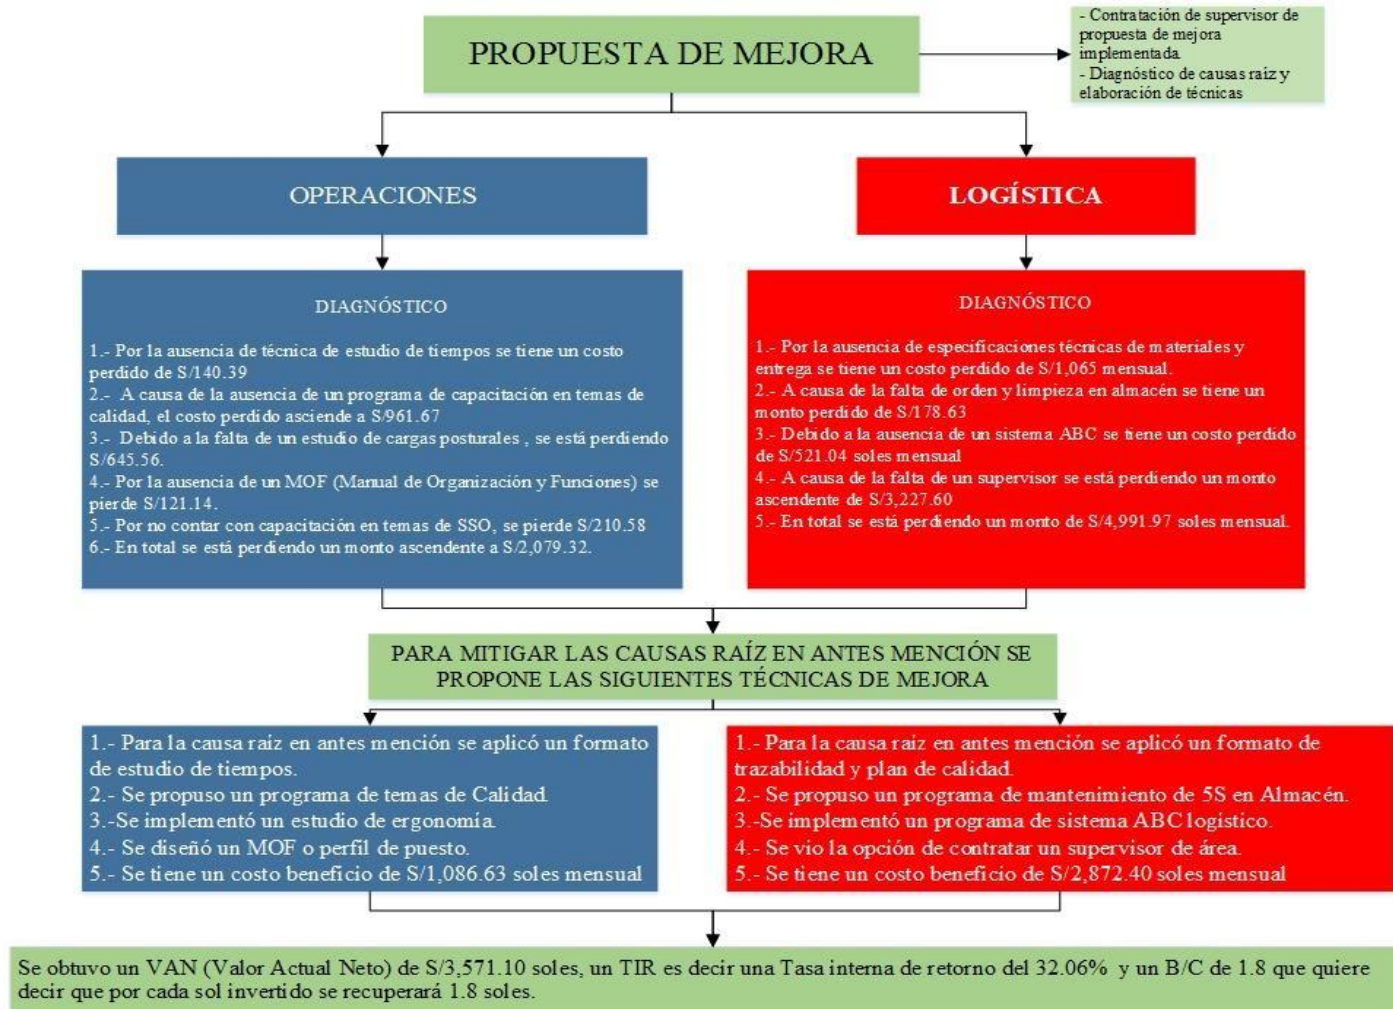 PROPUESTA DE MEJORA
- Contratación de supervisor de
propuesta de mejora
implementada.
- Diagnóstico de causas raíz y
elaboración de técnicas
OPERACIONES
LOGÍSTICA
DIAGNÓSTICO
1.- Por la ausencia de técnica de estudio de tiempos se tiene un costo
perdido de S/140.39
2.- A causa de la ausencia de un programa de capacitación en temas de
calidad, el costo perdido asciende a S/961.67
3.- Debido a la falta de un estudio de cargas posturales , se está perdiendo
S/645.56.
4.- Por la ausencia de un MOF (Manual de Organización y Funciones) se
pierde S/121.14.
5.- Por no contar con capacitación en temas de SSO, se pierde S/210.58
6.- En total se está perdiendo un monto ascendente a S/2,079.32.
DIAGNÓSTICO
1.- Por la ausencia de especificaciones técnicas de materiales y
entrega se tiene un costo perdido de S/1,065 mensual.
2.- A causa de la falta de orden y limpieza en almacén se tiene un
monto perdido de S/178.63
3.- Debido a la ausencia de un sistema ABC se tiene un costo perdido
de S/521.04 soles mensual
4.- A causa de la falta de un supervisor se está perdiendo un monto
ascendente de S/3,227.60
5.- En total se está perdiendo un monto de S/4,991.97 soles mensual.
PARA MITIGAR LAS CAUSAS RAÍZ EN ANTES MENCIÓN SE
PROPONE LAS SIGUIENTES TÉCNICAS DE MEJORA
1.- Para la causa raíz en antes mención se aplicó un formato
de estudio de tiempos.
2.- Se propuso un programa de temas de Calidad.
3.-Se implementó un estudio de ergonomía.
4.- Se diseñó un MOF o perfil de puesto.
5.- Se tiene un costo beneficio de S/1,086.63 soles mensual
1.- Para la causa raíz en antes mención se aplicó un formato de
trazabilidad y plan de calidad.
2.- Se propuso un programa de mantenimiento de 5S en Almacén.
3.-Se implementó un programa de sistema ABC logístico.
4.- Se vio la opción de contratar un supervisor de área.
5.- Se tiene un costo beneficio de S/2,872.40 soles mensual
Se obtuvo un VAN (Valor Actual Neto) de S/3,571.10 soles, un TIR es decir una Tasa interna de retorno del 32.06% y un B/C de 1.8 que quiere
decir que por cada sol invertido se recuperará 1.8 soles.